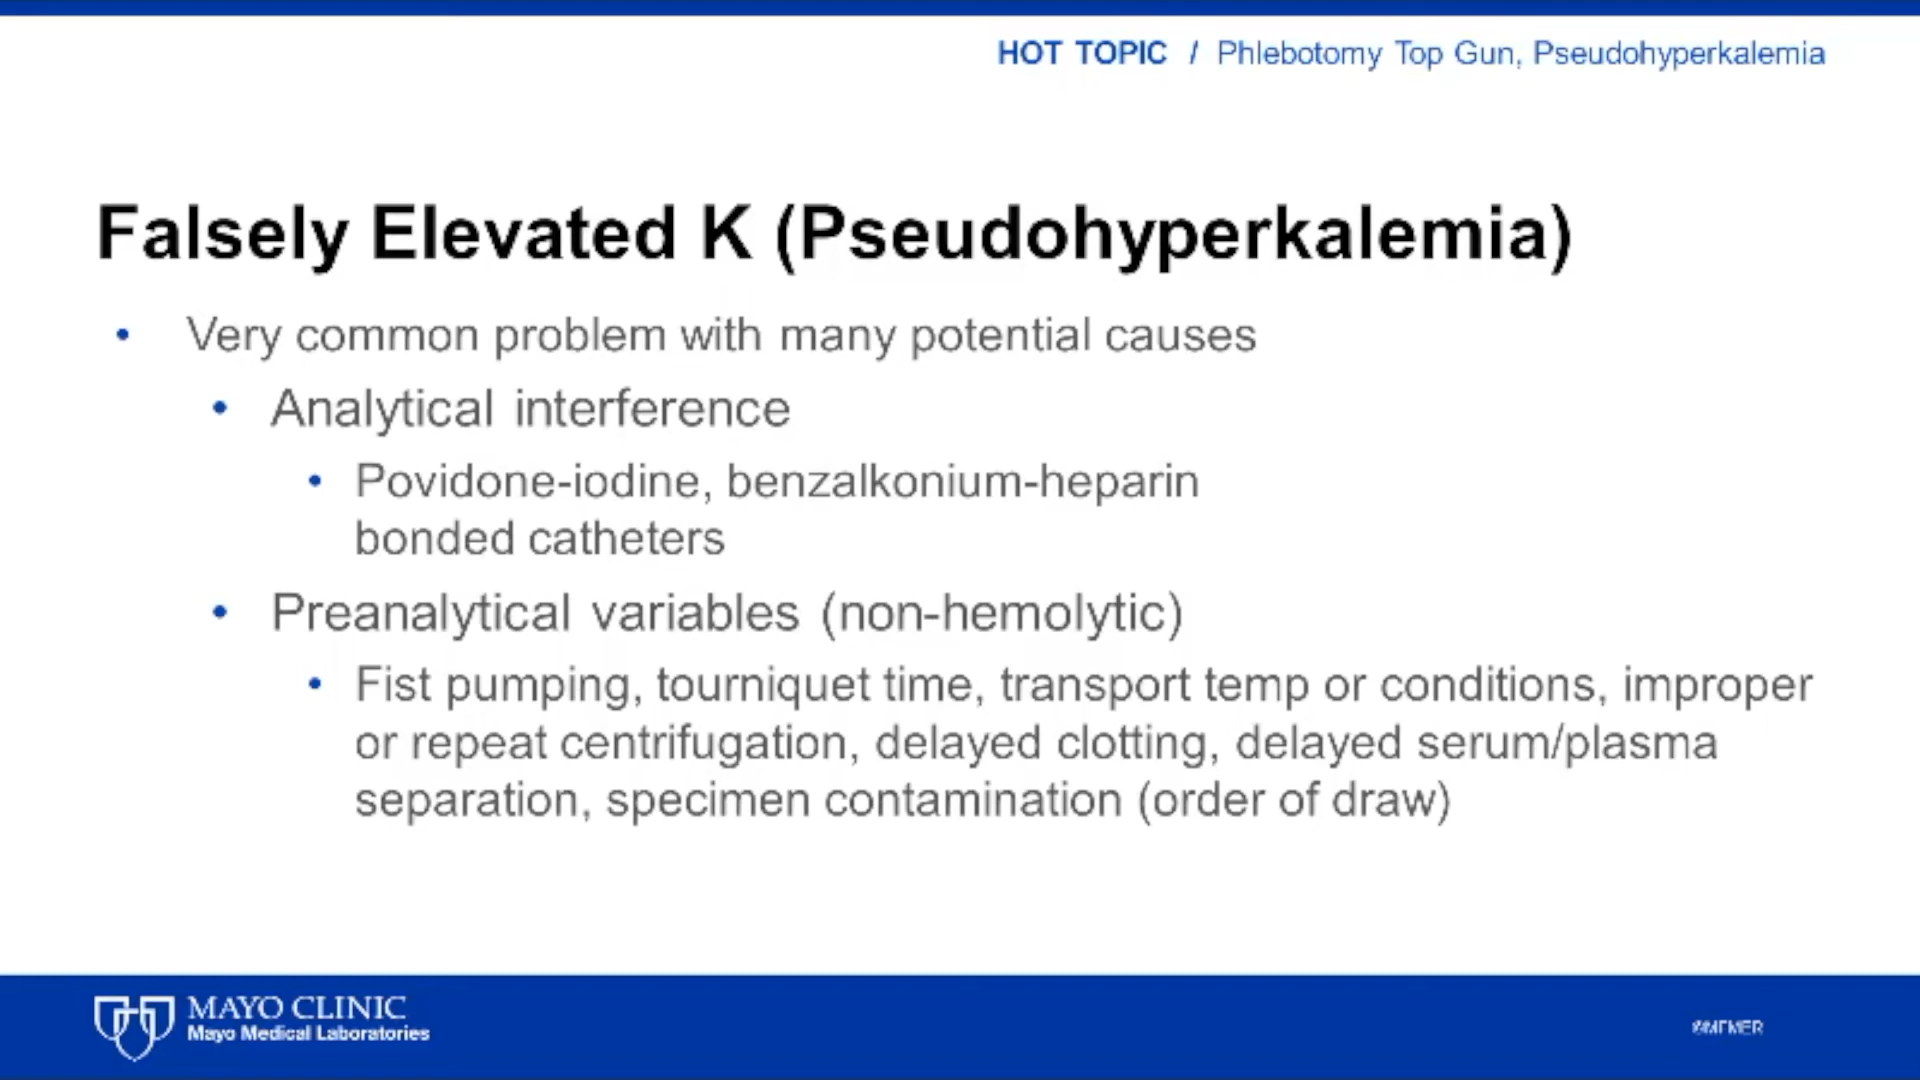 HOT TOPIC / Phlebotomy Top Gun, Pseudohyperkalemia
Falsely Elevated K (Pseudohyperkalemia)
• Very common problem with many potential causes
• Analytical interference
• Povidone-iodine, benzalkonium-heparin
bonded catheters
• Preanalytical variables (non-hemolytic)
• Fist pumping, tourniquet time, transport temp or conditions, improper
or repeat centrifugation, delayed clotting, delayed serum/plasma
separation, specimen contamination (order of draw)
MAYO CLINIC
Mayo Medical Laboratories
©MFMER